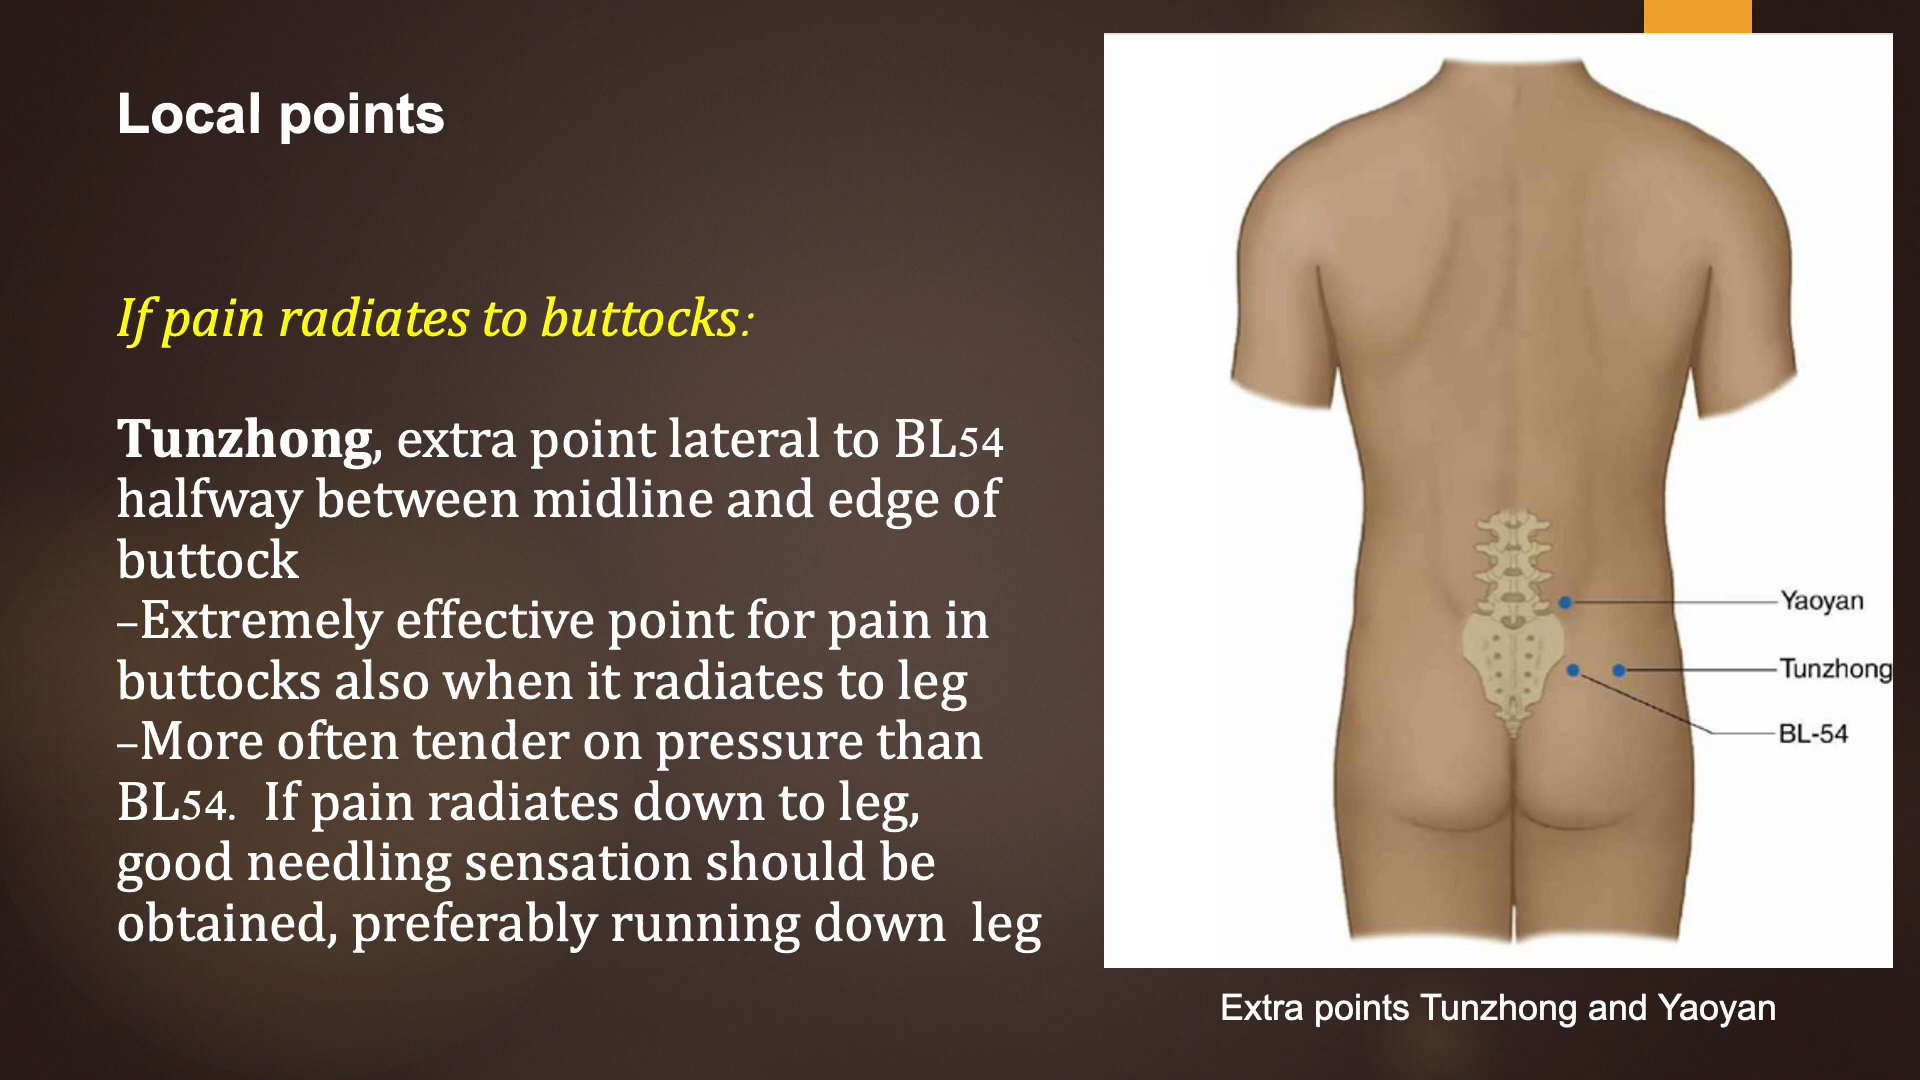 Local points
If pain radiates to buttocks:
Tunzhong, extra point lateral to BL54
halfway between midline and edge of
buttock
–Extremely effective point for pain in
buttocks also when it radiates to leg
–More often tender on pressure than
BL54.  If pain radiates down to leg,
good needling sensation should be
obtained, preferably running down  leg
Yaoyan
Tunzhong
BL-54
Extra points Tunzhong and Yaoyan